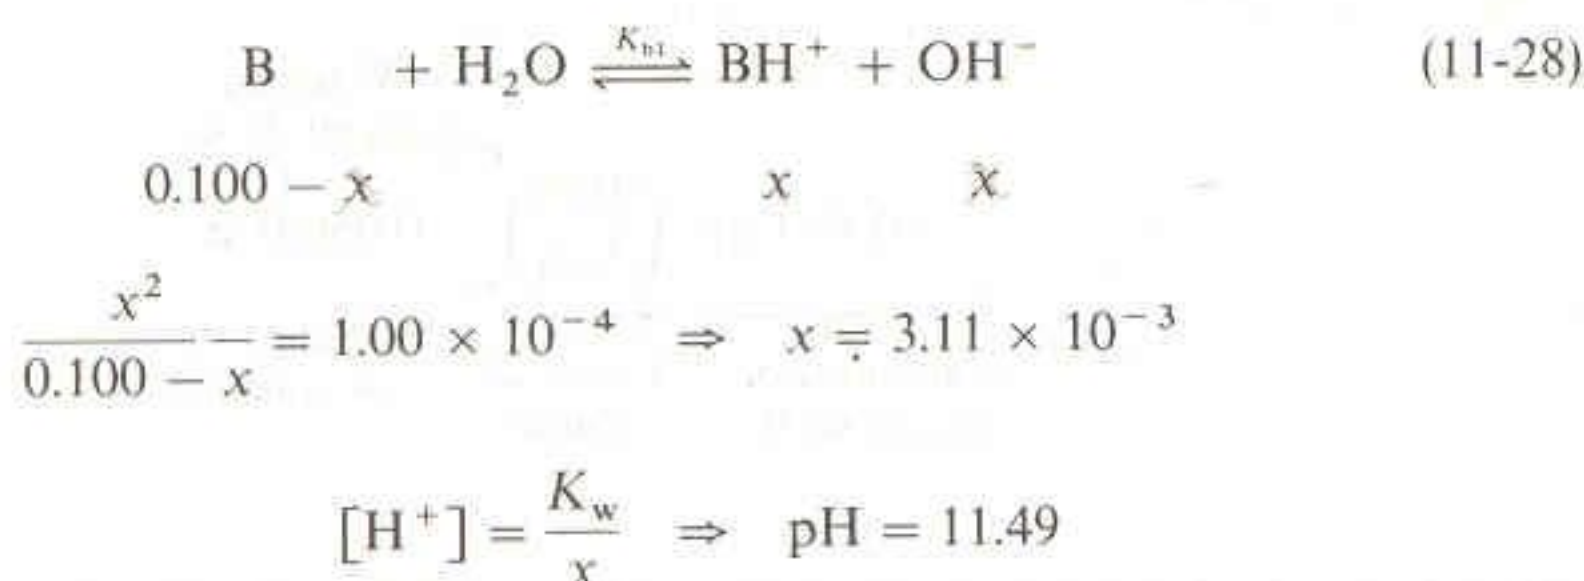 B + H₂O ⇌ BH⁺ + OH⁻ (11-28)
K_b1
0.100 − x x x
x²/(0.100 − x) = 1.00 × 10⁻⁴ ⇒ x = 3.11 × 10⁻³
[H⁺] = K_w/x ⇒ pH = 11.49